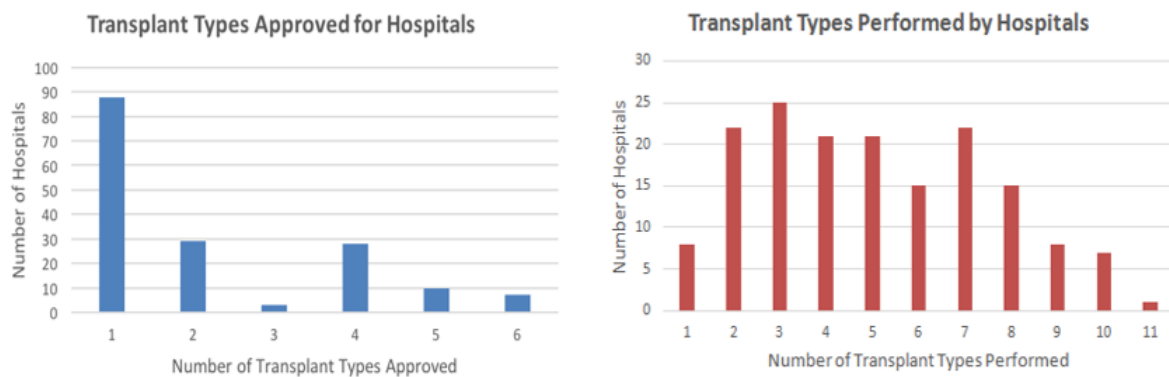 Transplant Types Approved for Hospitals
Number of Hospitals
100
90
80
70
60
50
40
30
20
10
0
1 2 3 4 5 6
Number of Transplant Types Approved
Transplant Types Performed by Hospitals
Number of Hospitals
30
25
20
15
10
5
0
1 2 3 4 5 6 7 8 9 10 11
Number of Transplant Types Performed